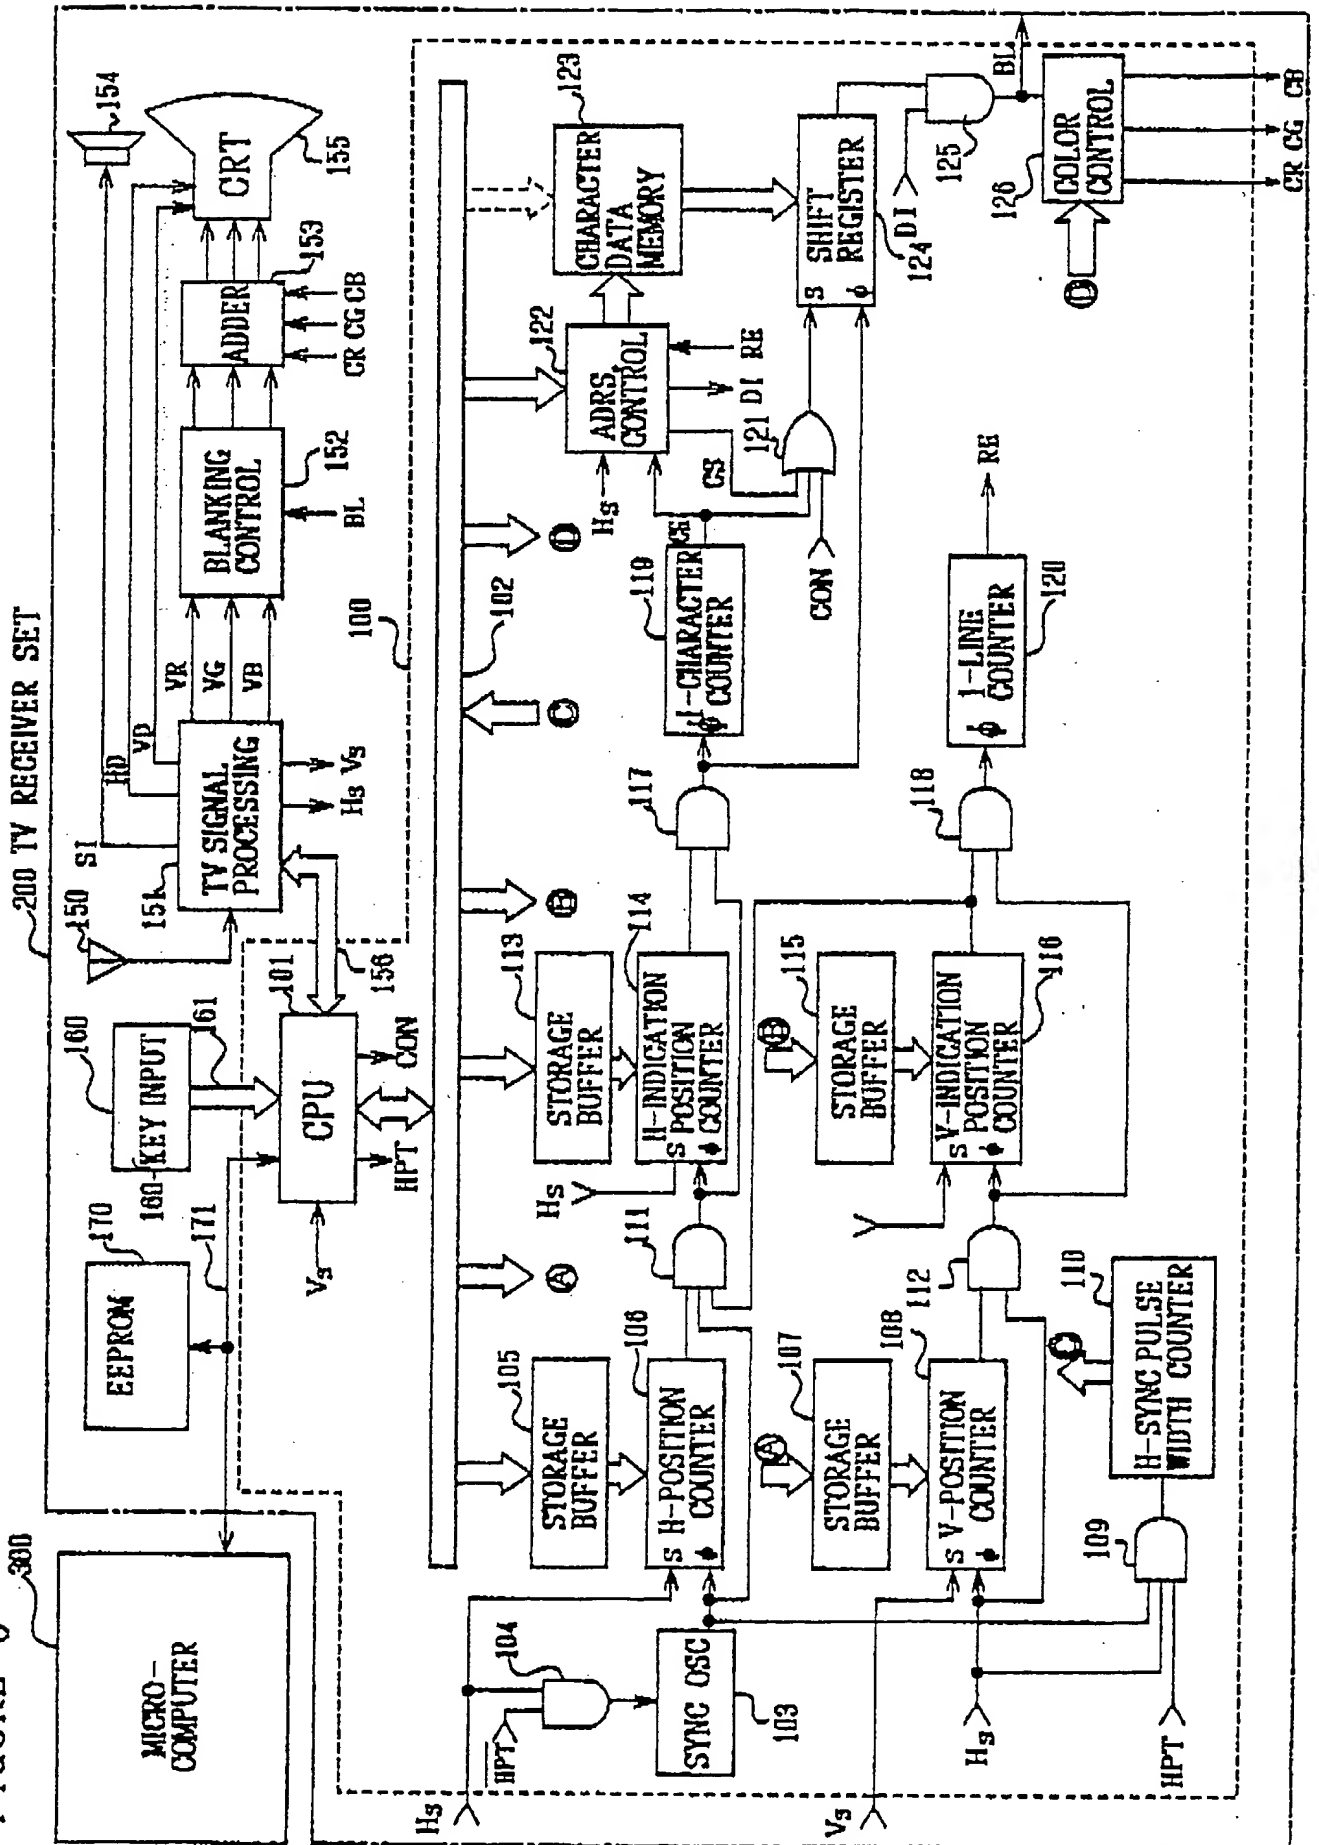 FIGURE 6
200 TV RECEIVER SET
300
MICRO-
COMPUTER
170
EEPROM
171
160
KEY INPUT
160
161
150
SI
HD
VD
154
151
TV SIGNAL
PROCESSING
VR
VG
VB
Hs
Vs
BLANKING
CONTROL
152
BL
ADDER
153
CR
CG
CB
CRT
155
101
CPU
Vs
HPT
CON
156
100
102
A
B
C
D
Hs
HPT
104
SYNC OSC
103
Vs
Hs
HPT
105
STORAGE
BUFFER
106
S H-POSITION
ϕ COUNTER
111
Hs
113
STORAGE
BUFFER
114
H-INDICATION
S POSITION
ϕ COUNTER
117
119
1-CHARACTER
ϕ COUNTER
CH
Hs
122
ADRS.
CONTROL
CS
DI
RE
121
CON
123
CHARACTER
DATA
MEMORY
S
ϕ
SHIFT
REGISTER
124
DI
125
BL
126
COLOR
CONTROL
D
CR
CG
CB
A
107
STORAGE
BUFFER
108
S V-POSITION
ϕ COUNTER
112
B
115
STORAGE
BUFFER
116
V-INDICATION
S POSITION
ϕ COUNTER
118
1-LINE
ϕ COUNTER
120
RE
109
C
110
H-SYNC PULSE
WIDTH COUNTER